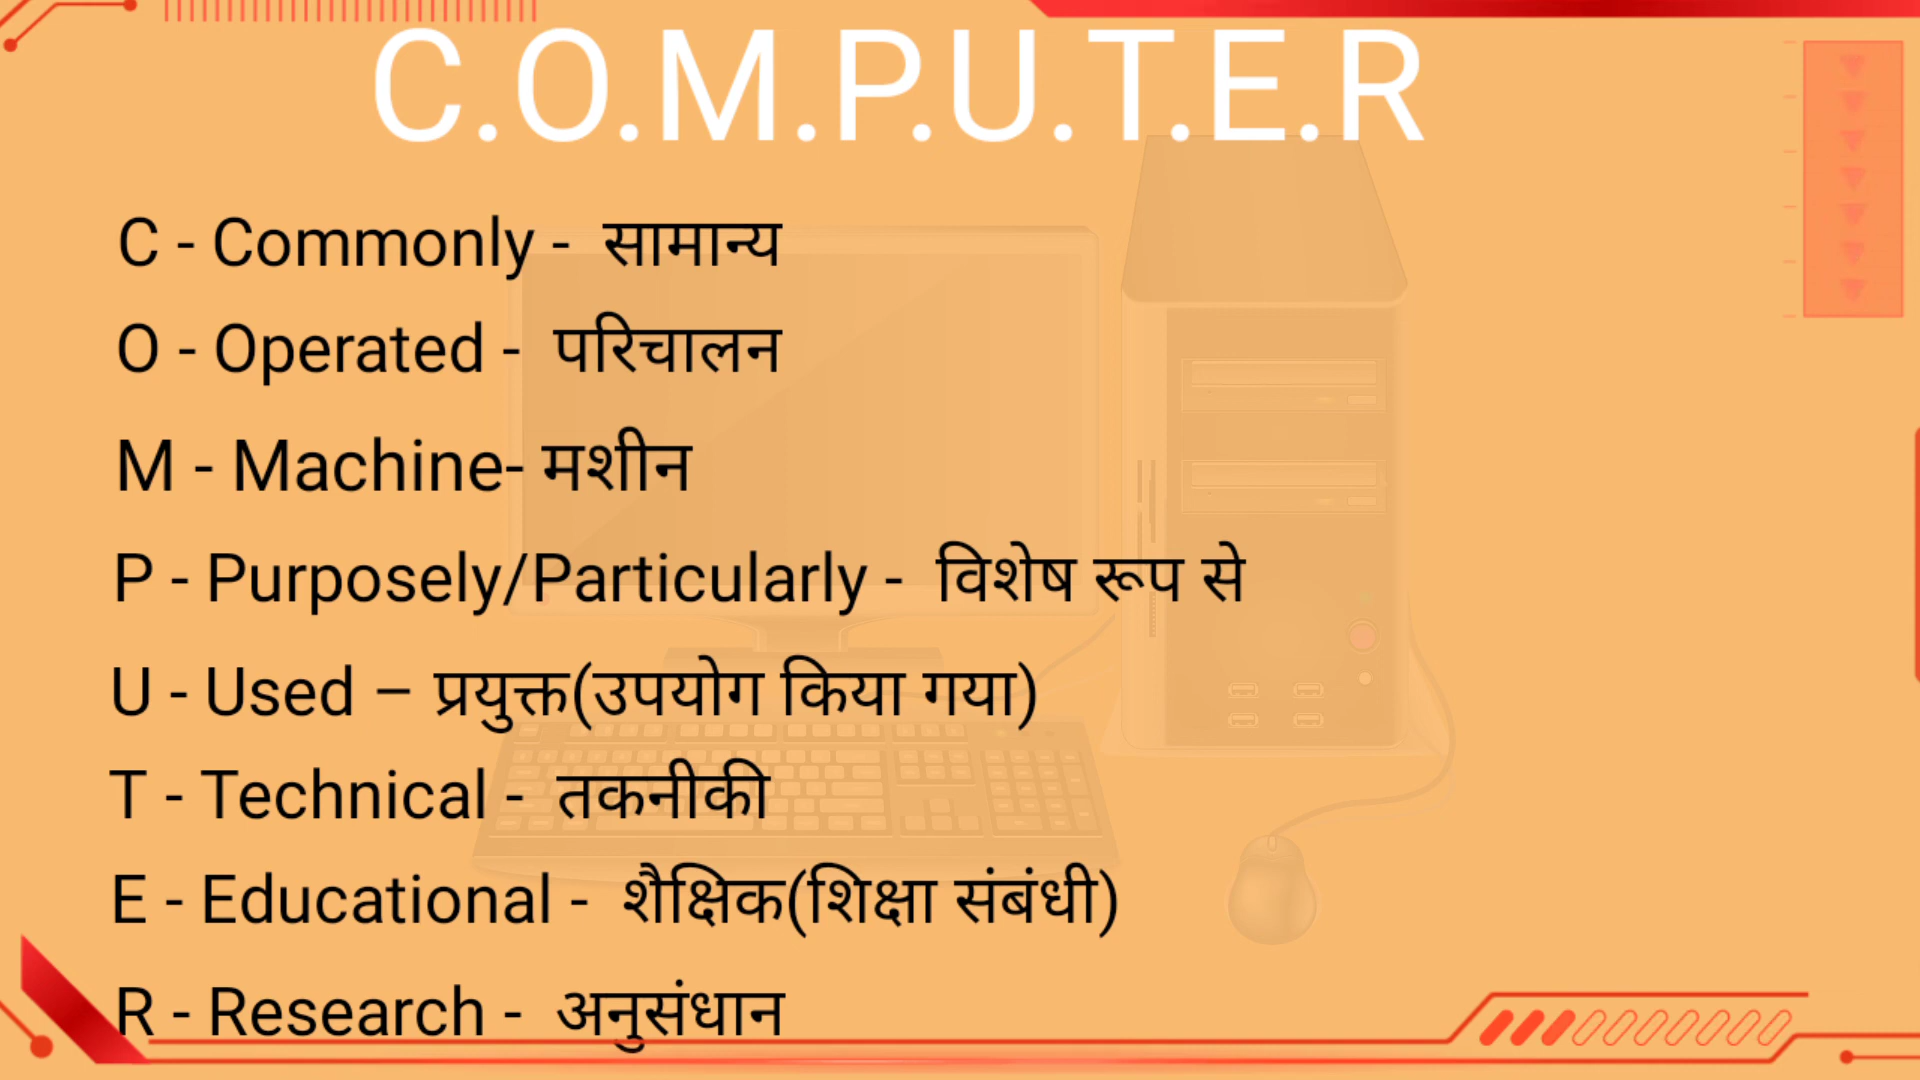 C.O.M.P.U.T.E.R
C - Commonly - सामान्य
O - Operated - परिचालन
M - Machine- मशीन
P - Purposely/Particularly - विशेष रूप से
U - Used – प्रयुक्त(उपयोग किया गया)
T - Technical - तकनीकी
E - Educational - शैक्षिक(शिक्षा संबंधी)
R - Research - अनुसंधान